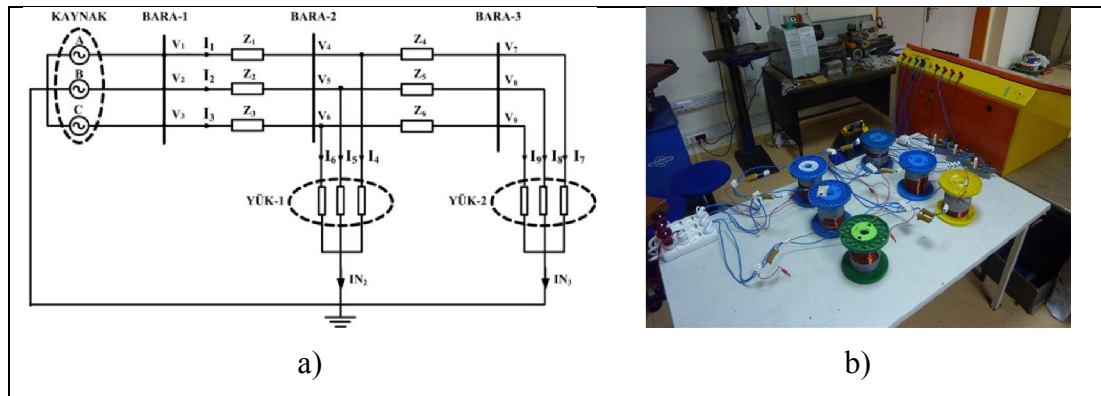 KAYNAK BARA-1 BARA-2 BARA-3
A V₁ I₁ Z₁ V₄ Z₄ V₇
B V₂ I₂ Z₂ V₅ Z₅ V₈
C V₃ I₃ Z₃ V₆ Z₆ V₉
I₆ I₅ I₄ I₉ I₈ I₇
YÜK-1 YÜK-2
IN₂ IN₃
a) b)